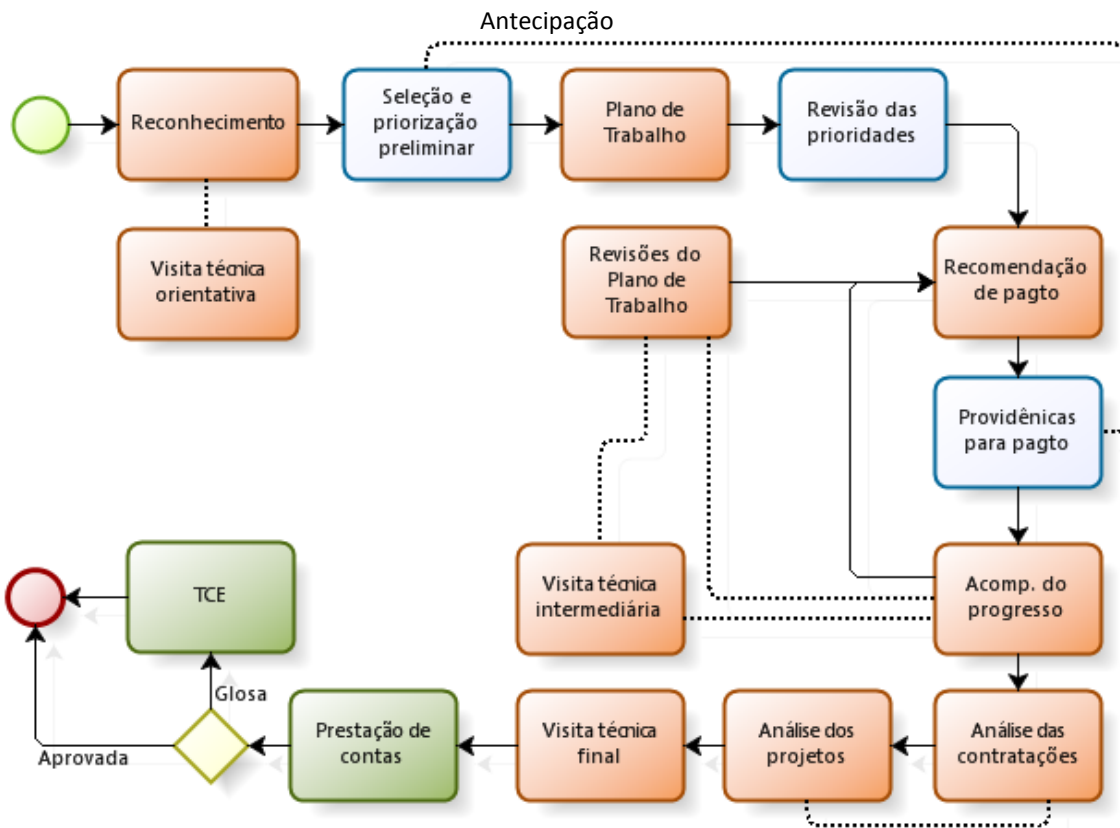 Antecipação
Reconhecimento
Seleção e
priorização
preliminar
Plano de
Trabalho
Revisão das
prioridades
Visita técnica
orientativa
Revisões do
Plano de
Trabalho
Recomendação
de pagto
Providênicas
para pagto
TCE
Visita técnica
intermediária
Acomp. do
progresso
Glosa
Aprovada
Prestação de
contas
Visita técnica
final
Análise dos
projetos
Análise das
contratações